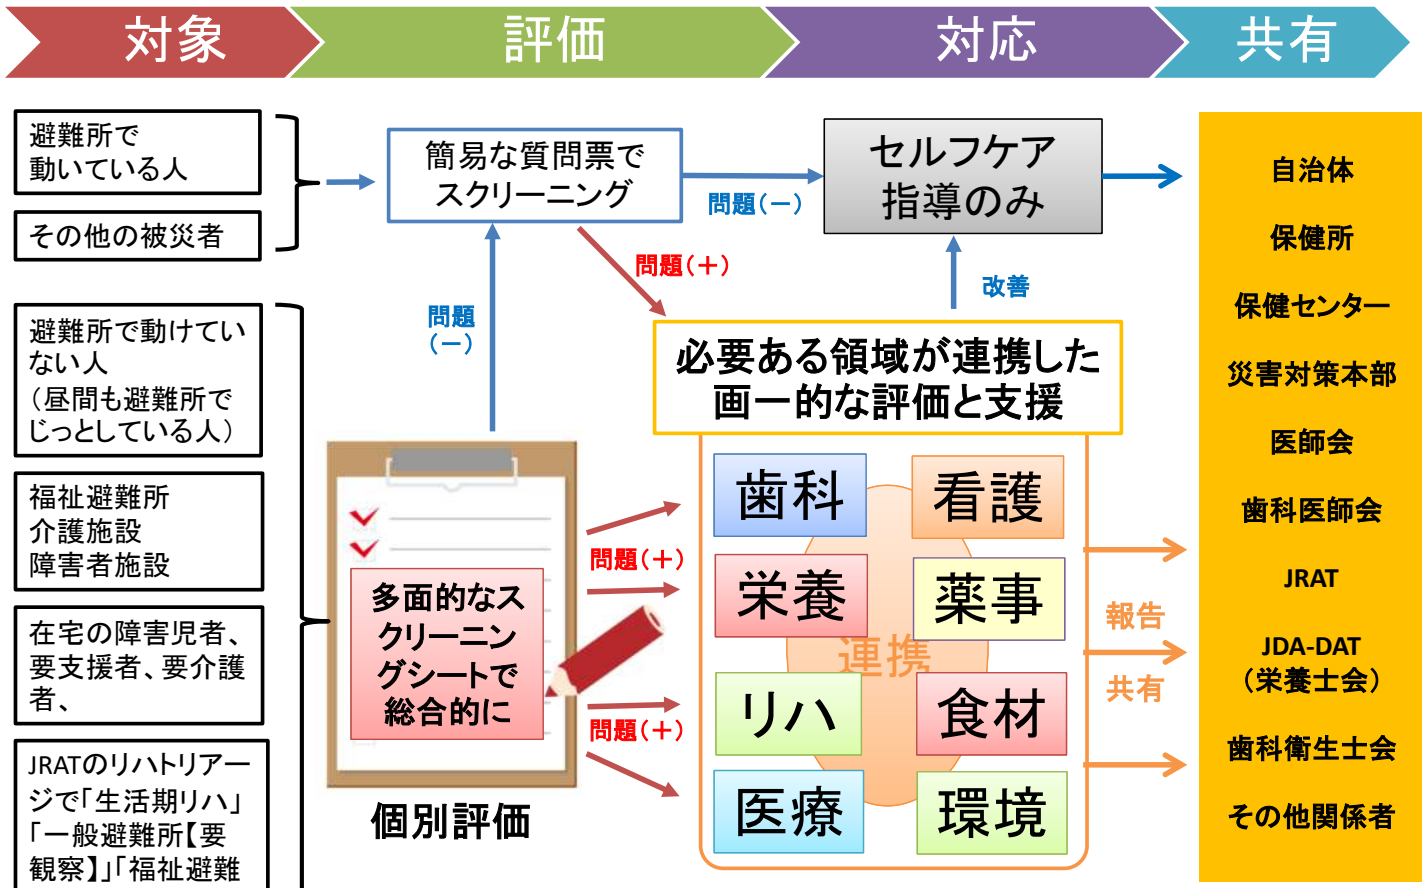 対象
評価
対応
共有
避難所で
動いている人
その他の被災者
避難所で動けてい
ない人
（昼間も避難所で
じっとしている人）
福祉避難所
介護施設
障害者施設
在宅の障害児者、
要支援者、要介護
者、
JRATのリハトリアー
ジで「生活期リハ」
「一般避難所【要
観察】」「福祉避難
簡易な質問票で
スクリーニング
問題（－）
問題（＋）
問題
（－）
多面的なス
クリーニン
グシートで
総合的に
個別評価
問題（＋）
問題（＋）
セルフケア
指導のみ
改善
必要ある領域が連携した
画一的な評価と支援
歯科
看護
栄養
薬事
連携
リハ
食材
医療
環境
報告
共有
自治体
保健所
保健センター
災害対策本部
医師会
歯科医師会
JRAT
JDA-DAT
（栄養士会）
歯科衛生士会
その他関係者